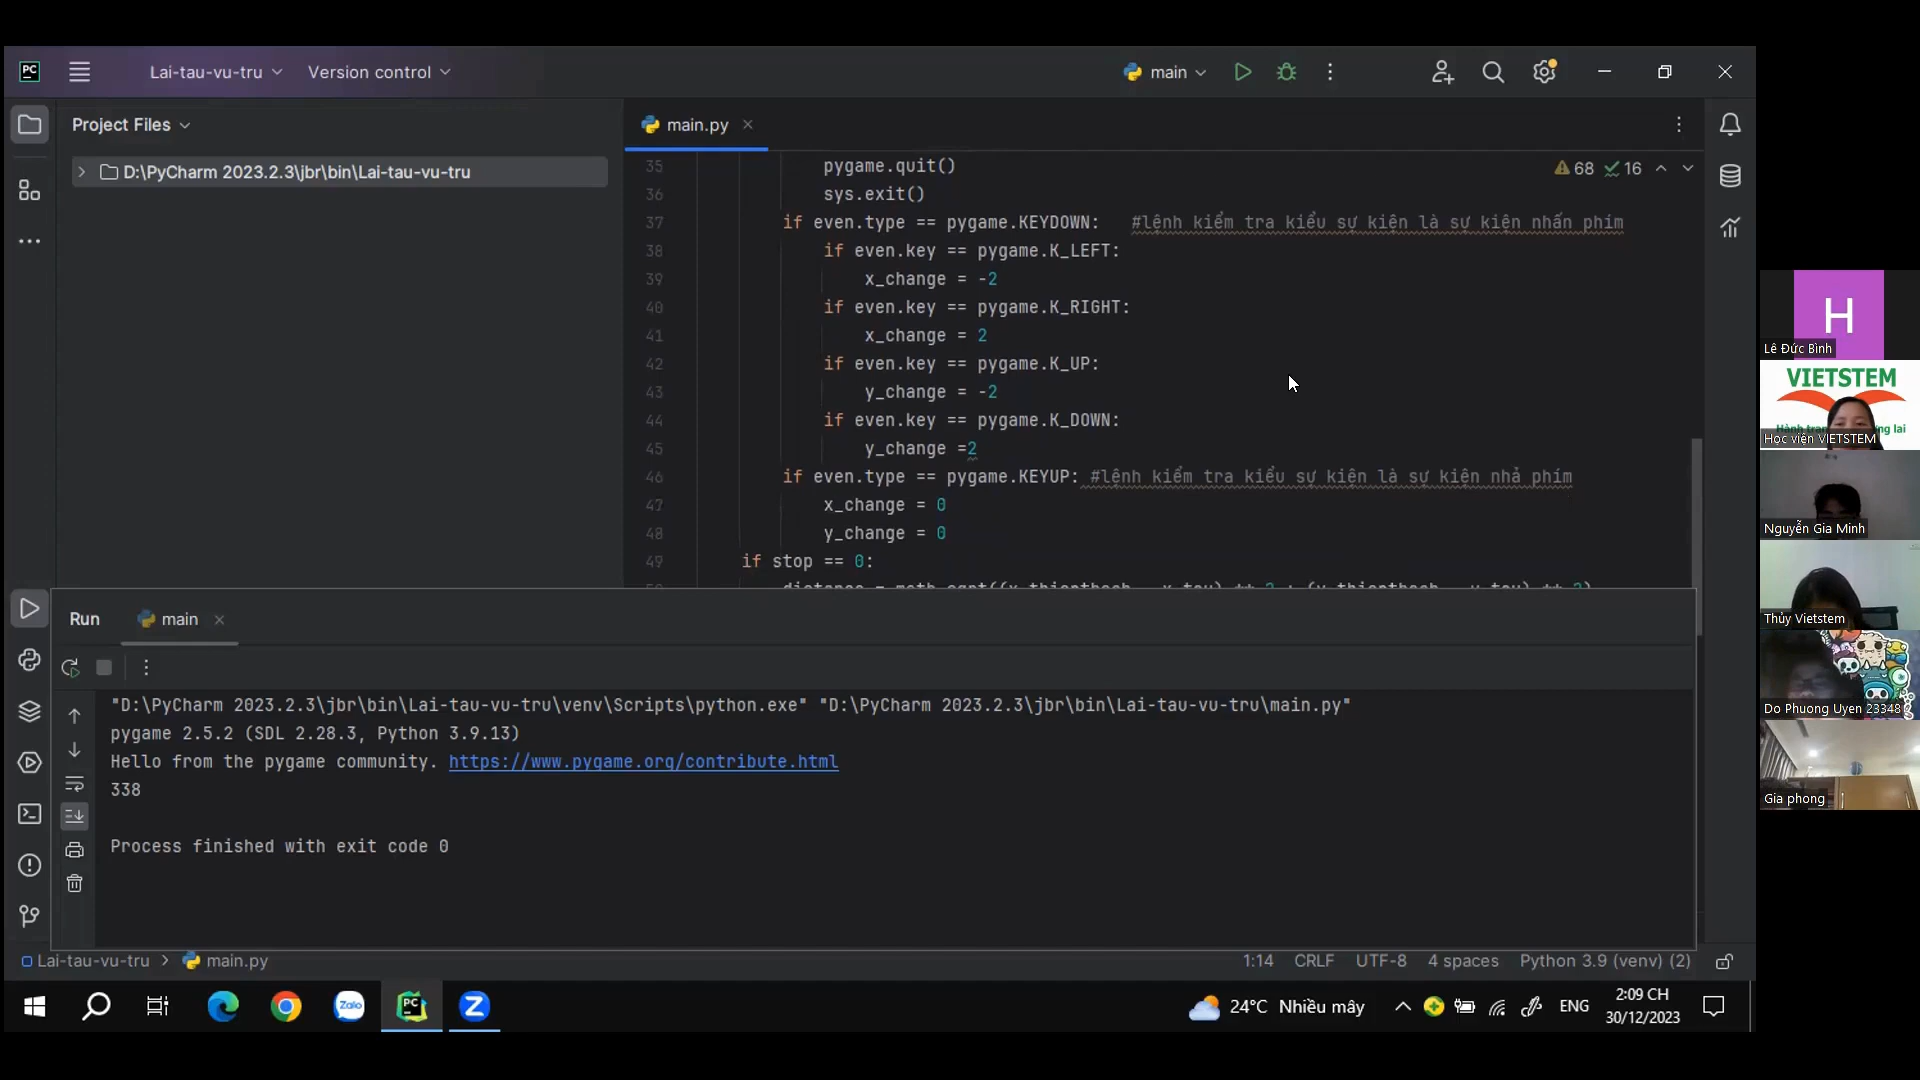 PC
Lai-tau-vu-tru
Version control
main
Project Files
main.py
D:\PyCharm 2023.2.3\jbr\bin\Lai-tau-vu-tru
68
16
35 pygame.quit()
36 sys.exit()
37 if even.type == pygame.KEYDOWN: #lệnh kiểm tra kiểu sự kiện là sự kiện nhấn phím
38 if even.key == pygame.K_LEFT:
39 x_change = -2
40 if even.key == pygame.K_RIGHT:
41 x_change = 2
42 if even.key == pygame.K_UP:
43 y_change = -2
44 if even.key == pygame.K_DOWN:
45 y_change =2
46 if even.type == pygame.KEYUP: #lệnh kiểm tra kiểu sự kiện là sự kiện nhả phím
47 x_change = 0
48 y_change = 0
49 if stop == 0:
Run
main
"D:\PyCharm 2023.2.3\jbr\bin\Lai-tau-vu-tru\venv\Scripts\python.exe" "D:\PyCharm 2023.2.3\jbr\bin\Lai-tau-vu-tru\main.py"
pygame 2.5.2 (SDL 2.28.3, Python 3.9.13)
Hello from the pygame community. https://www.pygame.org/contribute.html
338
Process finished with exit code 0
Lai-tau-vu-tru
main.py
1:14
CRLF
UTF-8
4 spaces
Python 3.9 (venv) (2)
Zalo
PC
Z
24°C Nhiều mây
ENG
2:09 CH
30/12/2023
H
Lê Đức Bình
VIETSTEM
Học viện VIETSTEM
Nguyễn Gia Minh
Thủy Vietstem
Do Phuong Uyen 23348
Gia phong